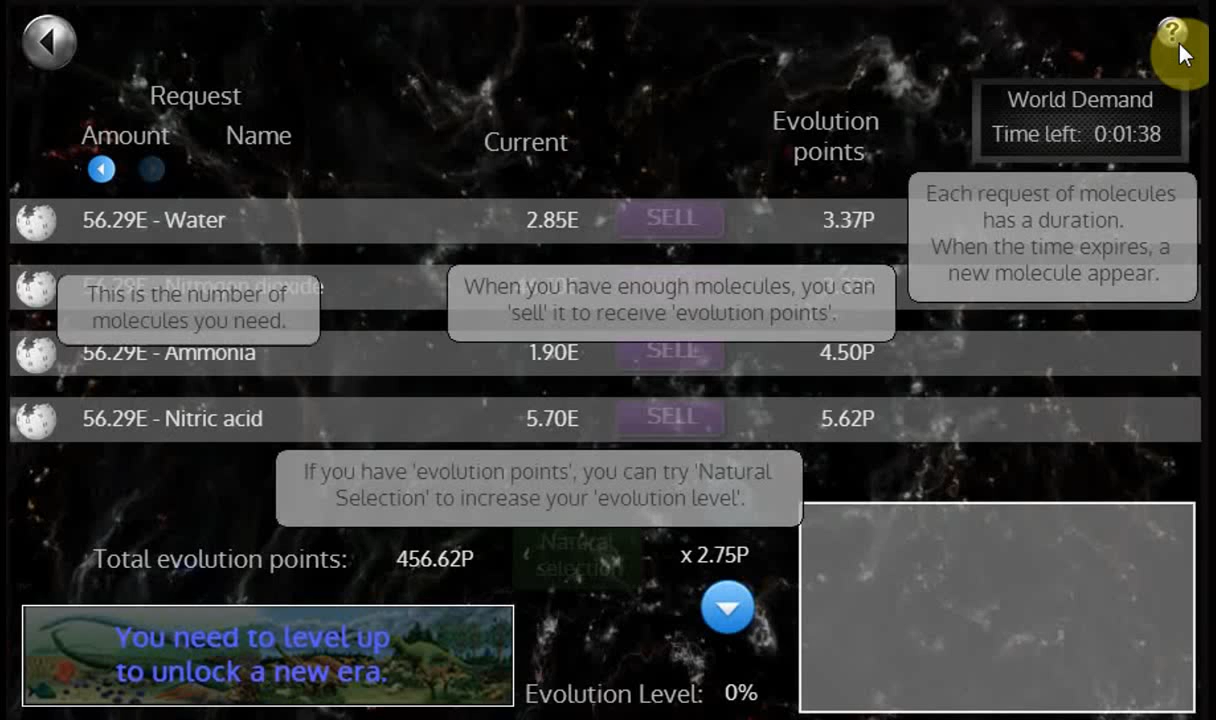 ?
Request
Amount
Name
Current
Evolution
points
World Demand
Time left: 0:01:38
56.29E - Water
2.85E
SELL
3.37P
Each request of molecules
has a duration.
When the time expires, a
new molecule appear.
Nitrogen dioxide
This is the number of
molecules you need.
When you have enough molecules, you can
'sell' it to receive 'evolution points'.
56.29E - Ammonia
1.90E
SELL
4.50P
56.29E - Nitric acid
5.70E
SELL
5.62P
If you have 'evolution points', you can try 'Natural
Selection' to increase your 'evolution level'.
Total evolution points:
456.62P
Natural
selection
x 2.75P
You need to level up
to unlock a new era.
Evolution Level: 0%